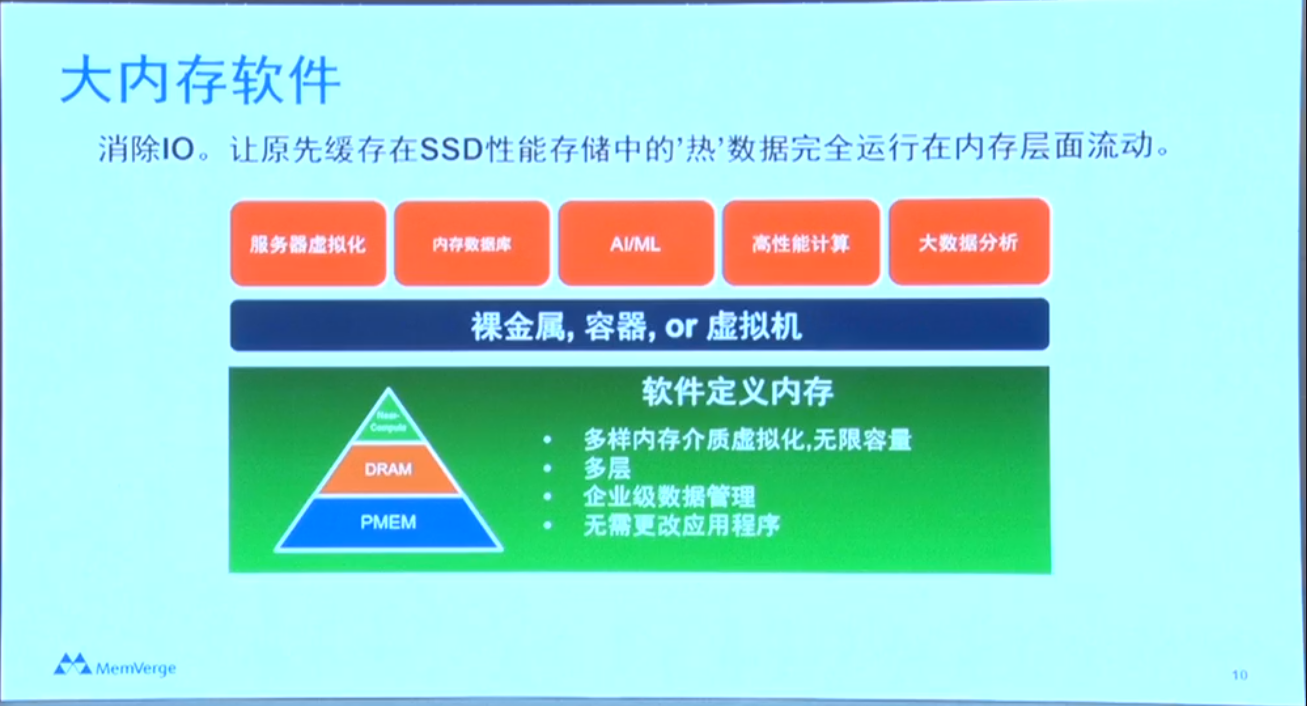 大内存软件
消除IO。让原先缓存在SSD性能存储中的'热'数据完全运行在内存层面流动。
服务器虚拟化
内存数据库
AI/ML
高性能计算
大数据分析
裸金属, 容器, or 虚拟机
软件定义内存
Near-
Compute
DRAM
PMEM
• 多样内存介质虚拟化,无限容量
• 多层
• 企业级数据管理
• 无需更改应用程序
MemVerge
10